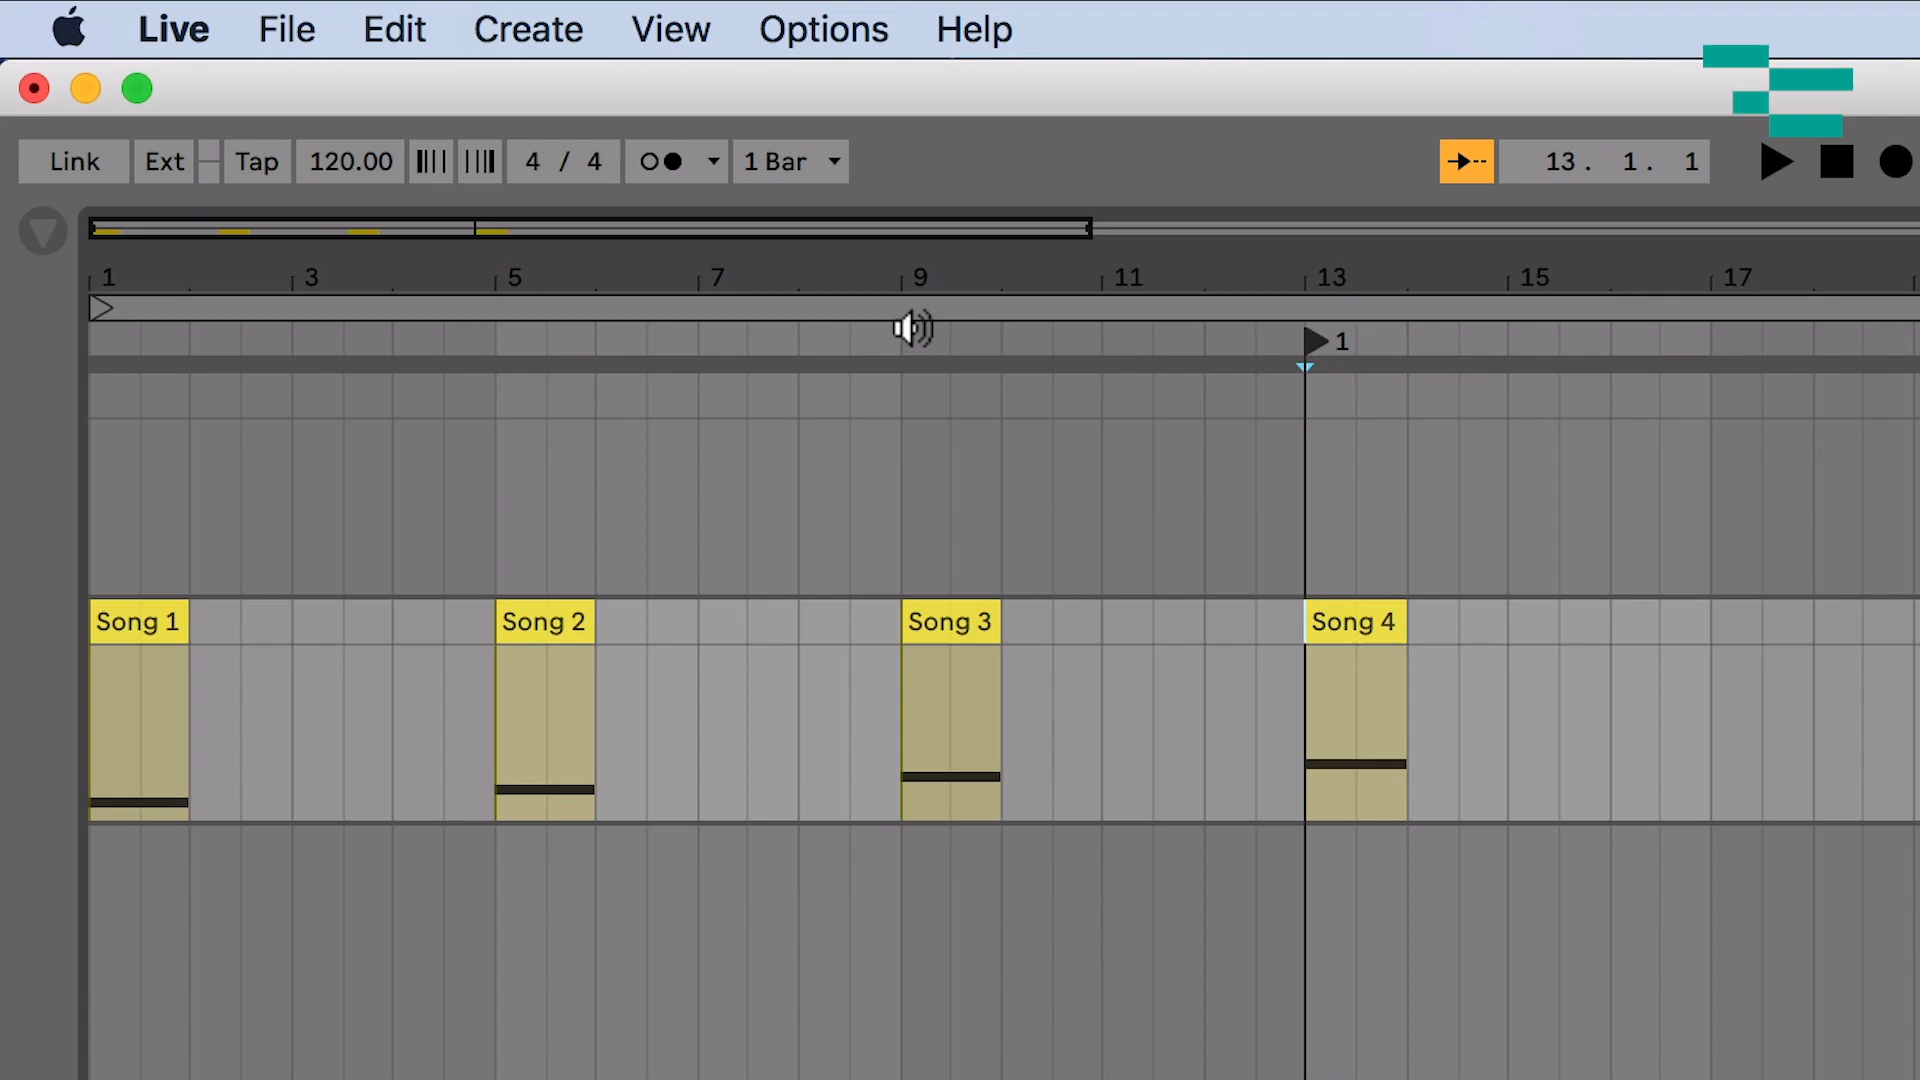 Live File Edit Create View Options Help
Link Ext Tap 120.00 4 / 4 1 Bar 13. 1. 1
1 3 5 7 9 11 13 15 17
1
Song 1 Song 2 Song 3 Song 4